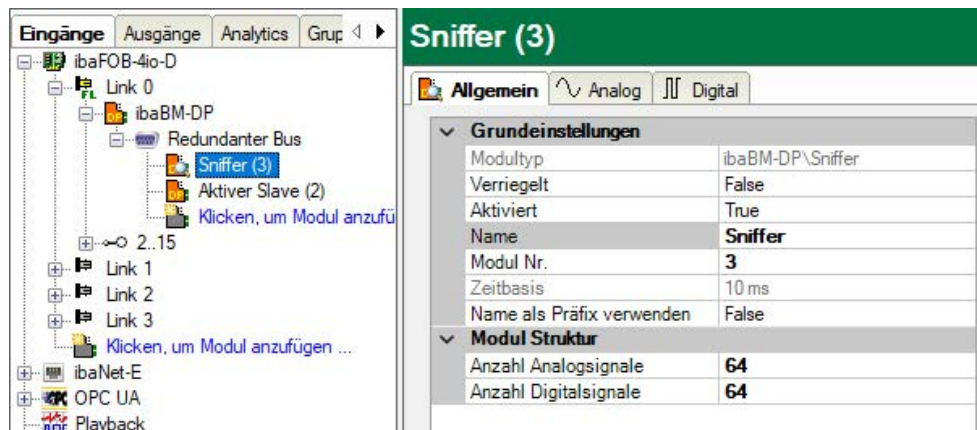 Eingänge Ausgänge Analytics Grup
ibaFOB-4io-D
Link 0
ibaBM-DP
Redundanter Bus
Sniffer (3)
Aktiver Slave (2)
Klicken, um Modul anzufü
2..15
Link 1
Link 2
Link 3
Klicken, um Modul anzufügen ...
ibaNet-E
OPC UA
Playback
Sniffer (3)
Allgemein Analog Digital
Grundeinstellungen
Modultyp ibaBM-DP\Sniffer
Verriegelt False
Aktiviert True
Name Sniffer
Modul Nr. 3
Zeitbasis 10 ms
Name als Präfix verwenden False
Modul Struktur
Anzahl Analogsignale 64
Anzahl Digitalsignale 64